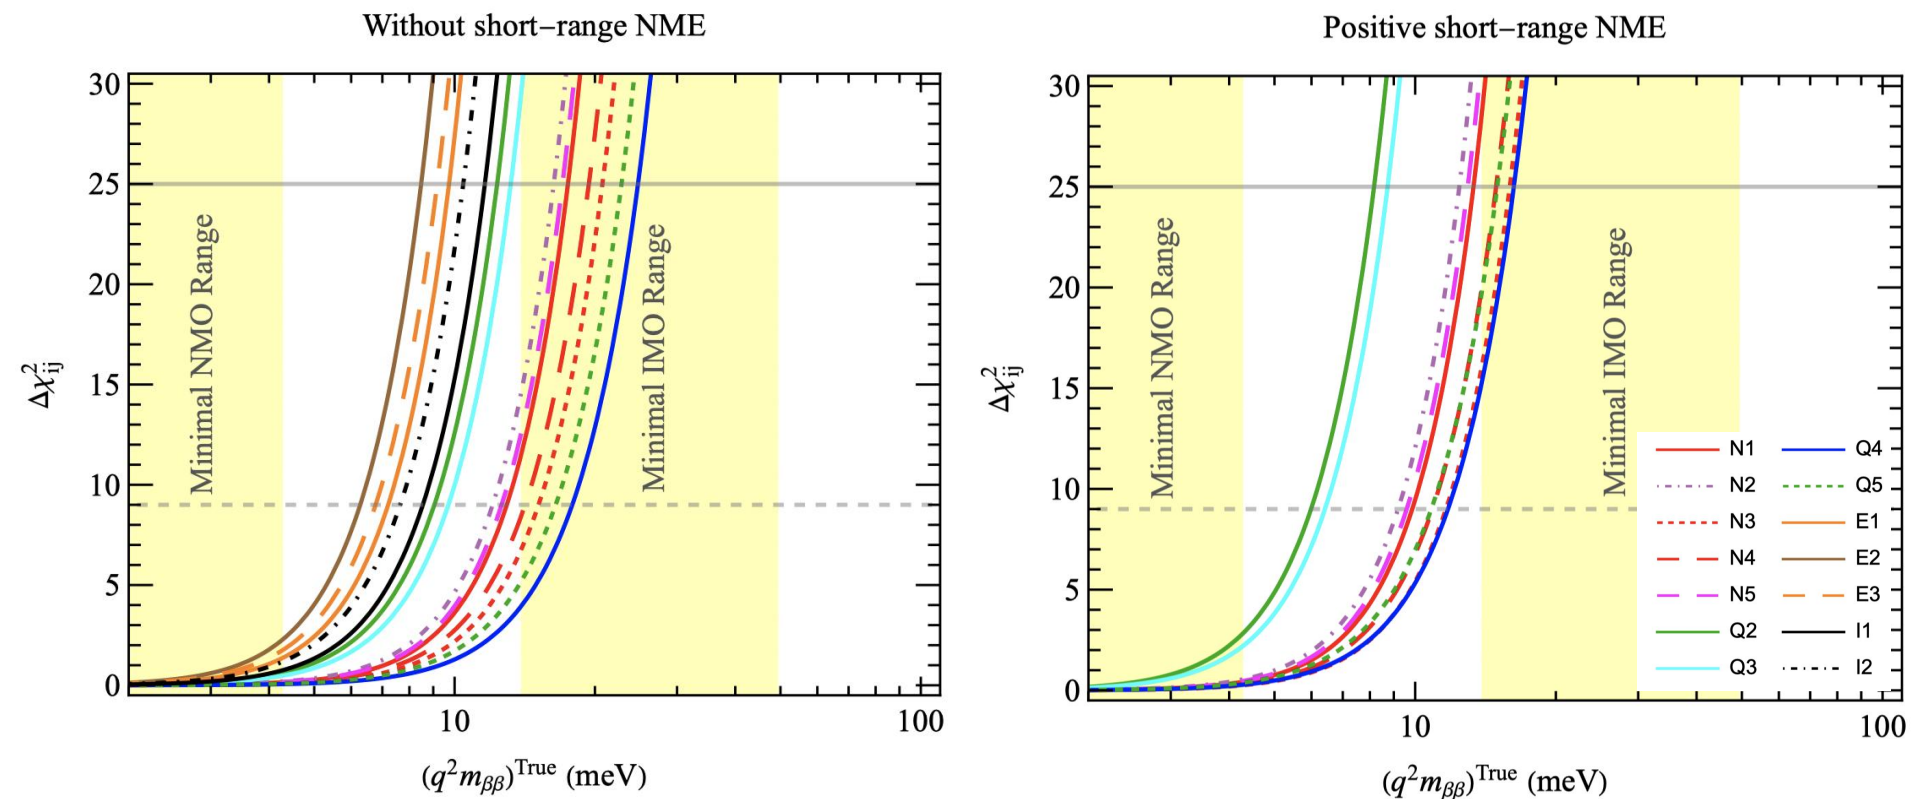 Without short–range NME
30
25
20
15
10
5
0
Δχ²ij
Minimal NMO Range
Minimal IMO Range
10
100
(q²mββ)True (meV)
Positive short–range NME
30
25
20
15
10
5
0
Δχ²ij
Minimal NMO Range
Minimal IMO Range
N1
N2
N3
N4
N5
Q2
Q3
Q4
Q5
E1
E2
E3
I1
I2
10
100
(q²mββ)True (meV)